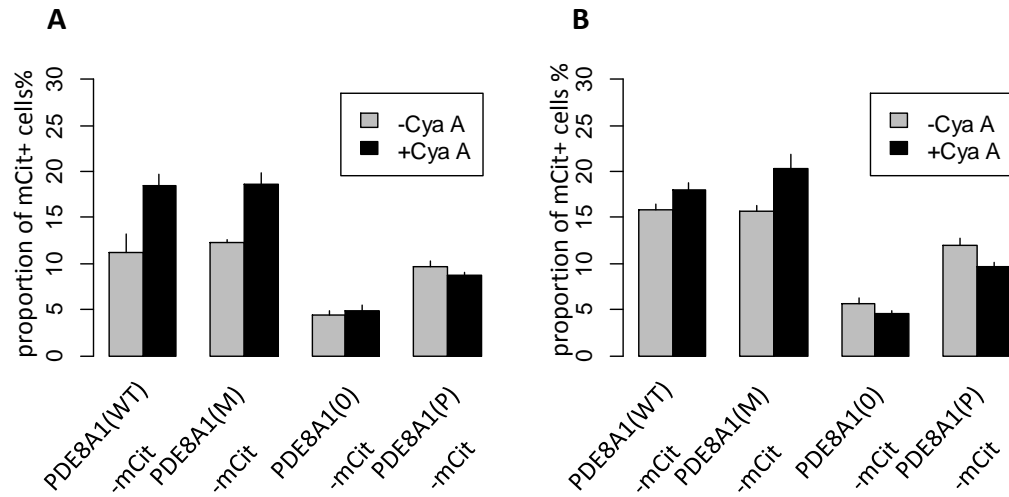 A
proportion of mCit+ cells%
0 5 10 15 20 25 30
-Cya A
+Cya A
PDE8A1(WT)
-mCit
PDE8A1(M)
-mCit
PDE8A1(0)
-mCit
PDE8A1(P)
-mCit
B
proportion of mCit+ cells %
0 5 10 15 20 25 30
-Cya A
+Cya A
PDE8A1(WT)
-mCit
PDE8A1(M)
-mCit
PDE8A1(0)
-mCit
PDE8A1(P)
-mCit